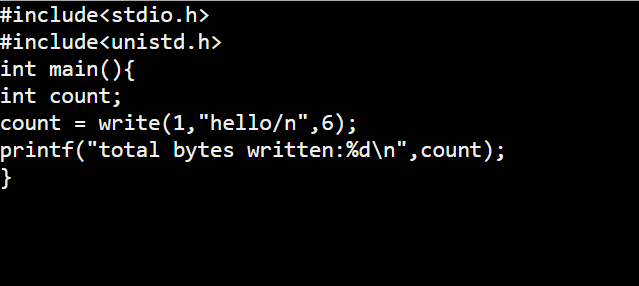 #include<stdio.h>
#include<unistd.h>
int main(){
int count;
count = write(1,"hello/n",6);
printf("total bytes written:%d\n",count);
}